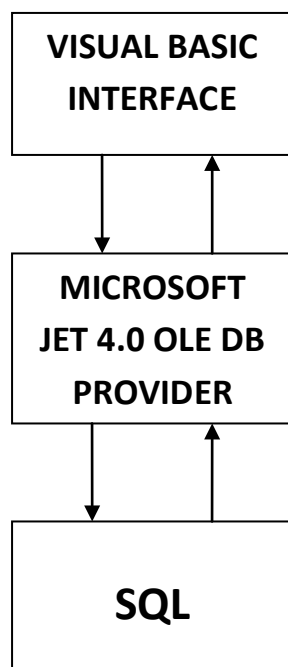 VISUAL BASIC
INTERFACE
MICROSOFT
JET 4.0 OLE DB
PROVIDER
SQL